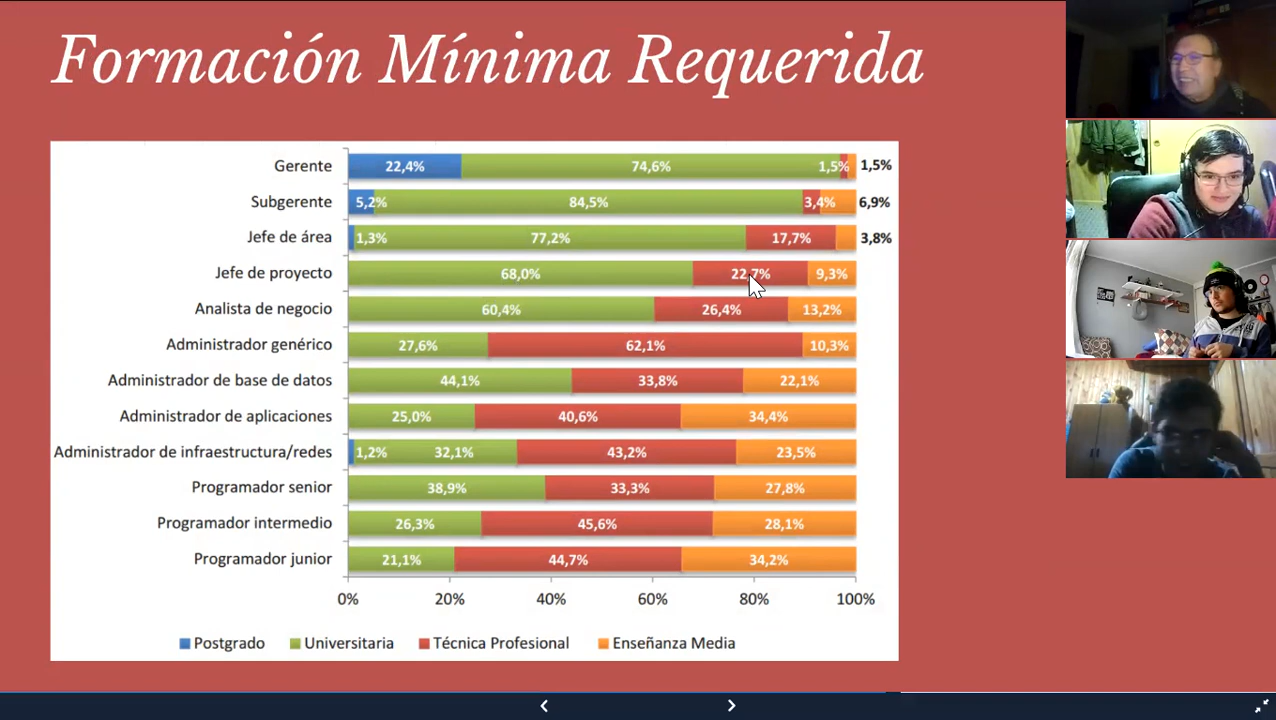 Formación Mínima Requerida
Gerente 22,4% 74,6% 1,5% 1,5%
Subgerente 5,2% 84,5% 3,4% 6,9%
Jefe de área 1,3% 77,2% 17,7% 3,8%
Jefe de proyecto 68,0% 22,7% 9,3%
Analista de negocio 60,4% 26,4% 13,2%
Administrador genérico 27,6% 62,1% 10,3%
Administrador de base de datos 44,1% 33,8% 22,1%
Administrador de aplicaciones 25,0% 40,6% 34,4%
Administrador de infraestructura/redes 1,2% 32,1% 43,2% 23,5%
Programador senior 38,9% 33,3% 27,8%
Programador intermedio 26,3% 45,6% 28,1%
Programador junior 21,1% 44,7% 34,2%
0% 20% 40% 60% 80% 100%
Postgrado Universitaria Técnica Profesional Enseñanza Media